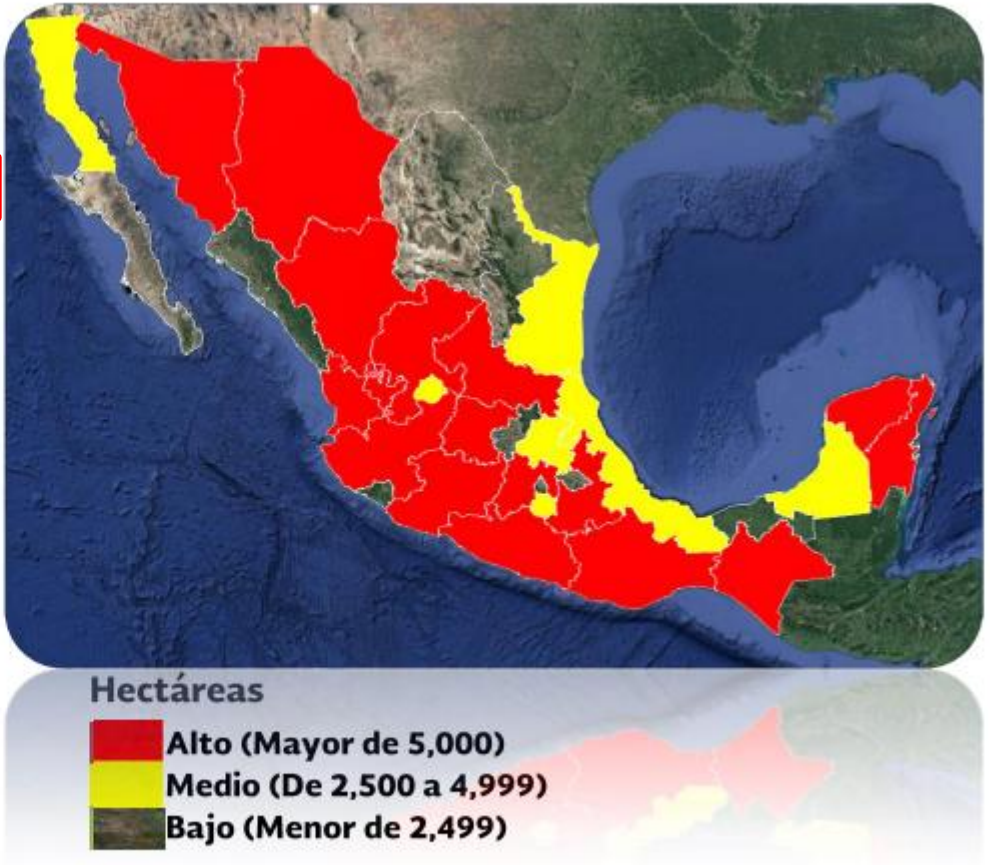 Hectáreas
Alto (Mayor de 5,000)
Medio (De 2,500 a 4,999)
Bajo (Menor de 2,499)